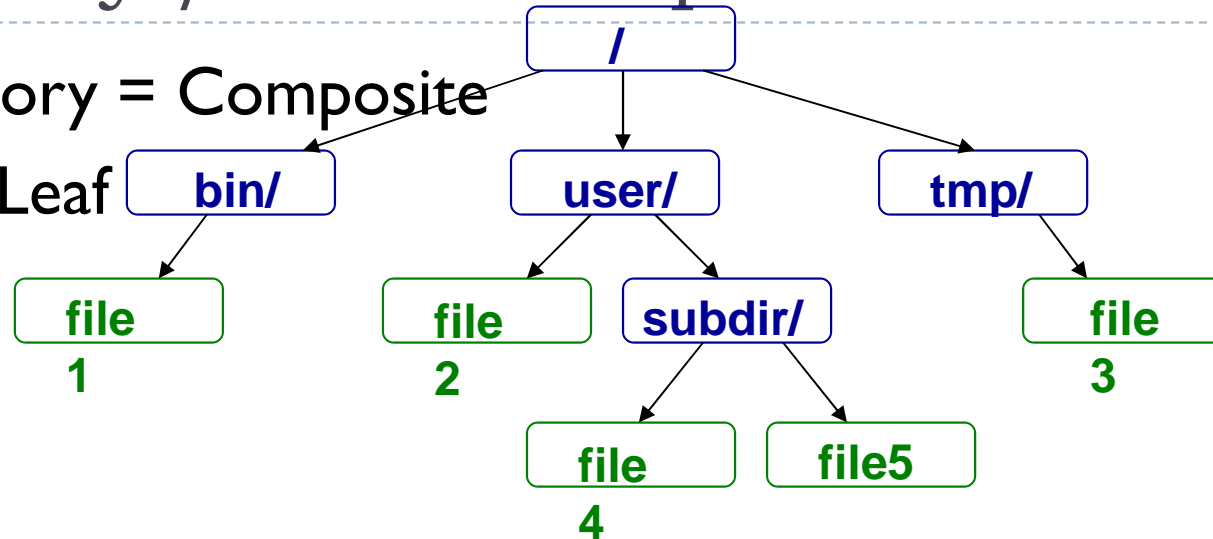 /
ory = Composite
Leaf
bin/
user/
tmp/
file
1
file
2
subdir/
file
3
file
4
file5